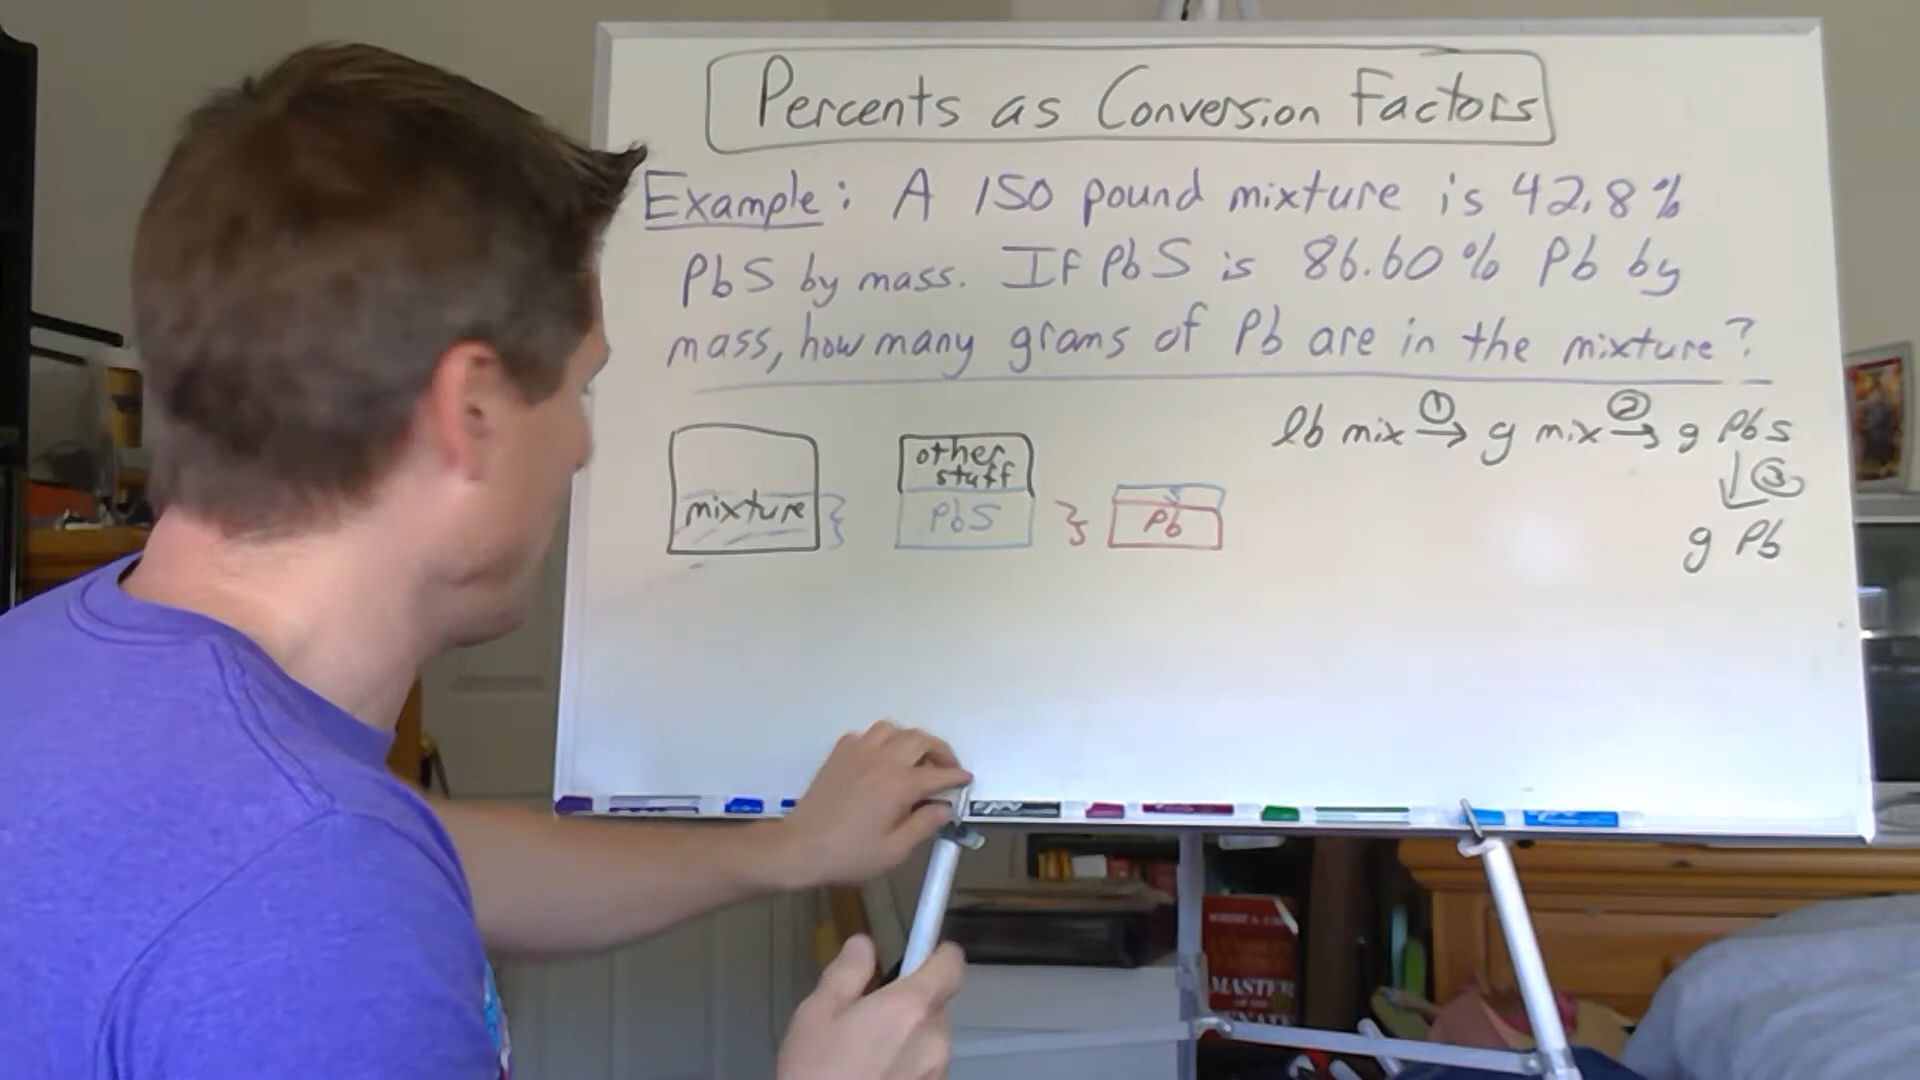 Percents as Conversion Factors
Example: A 150 pound mixture is 42.8%
PbS by mass. If PbS is 86.60% Pb by
mass, how many grams of Pb are in the mixture?
lb mix → ① g mix → ② g PbS
↓ ③
g Pb
other
stuff
mixture } PbS } S
Pb
MASTER